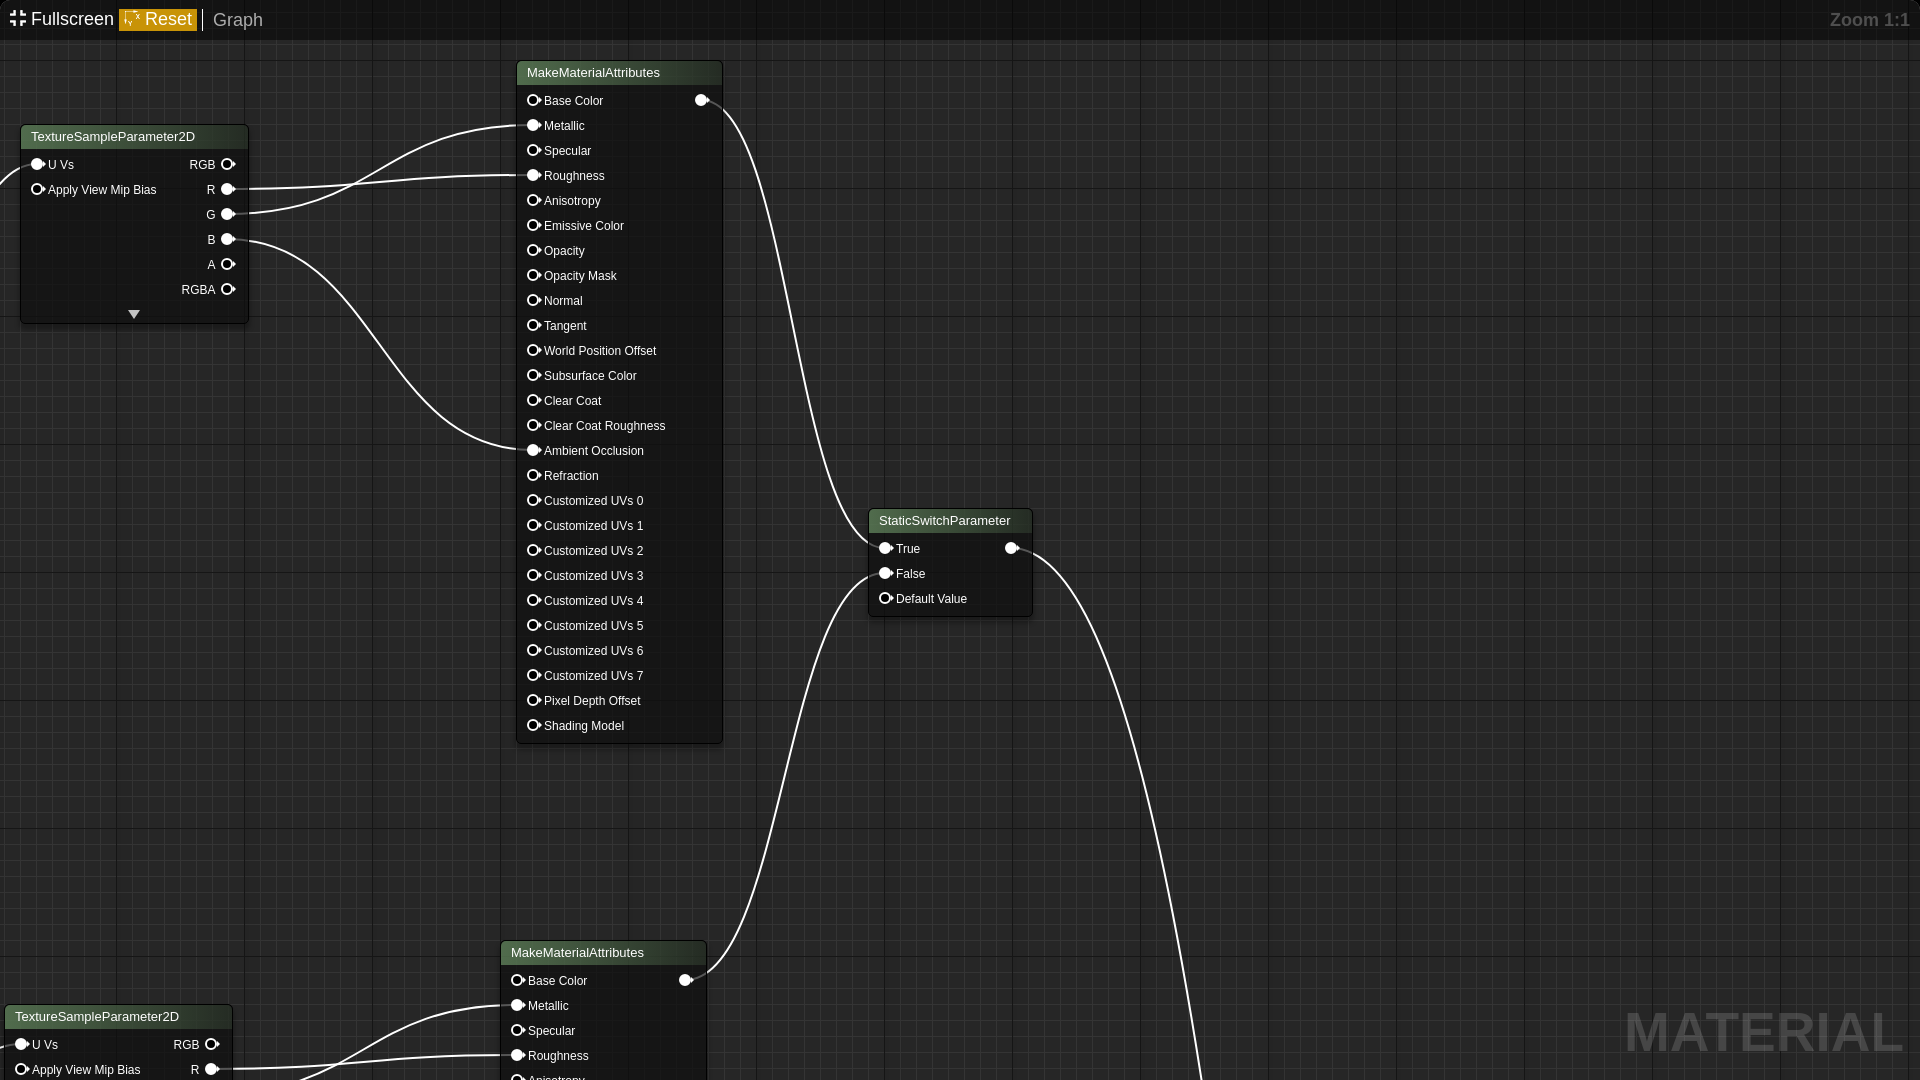 Fullscreen Reset Graph Zoom 1:1
MakeMaterialAttributes
Base Color
Metallic
Specular
Roughness
Anisotropy
Emissive Color
Opacity
Opacity Mask
Normal
Tangent
World Position Offset
Subsurface Color
Clear Coat
Clear Coat Roughness
Ambient Occlusion
Refraction
Customized UVs 0
Customized UVs 1
Customized UVs 2
Customized UVs 3
Customized UVs 4
Customized UVs 5
Customized UVs 6
Customized UVs 7
Pixel Depth Offset
Shading Model
TextureSampleParameter2D
U Vs RGB
Apply View Mip Bias R
G
B
A
RGBA
StaticSwitchParameter
True
False
Default Value
MakeMaterialAttributes
Base Color
Metallic
Specular
Roughness
Anisotropy
TextureSampleParameter2D
U Vs RGB
Apply View Mip Bias R
MATERIAL